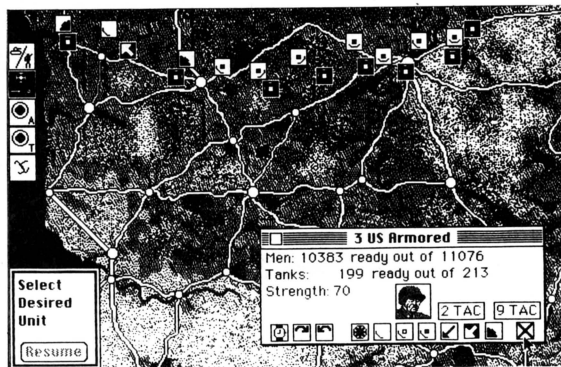 A
T
3 US Armored
Men: 10383 ready out of 11076
Tanks: 199 ready out of 213
Strength: 70
2 TAC 9 TAC
Select
Desired
Unit
Resume